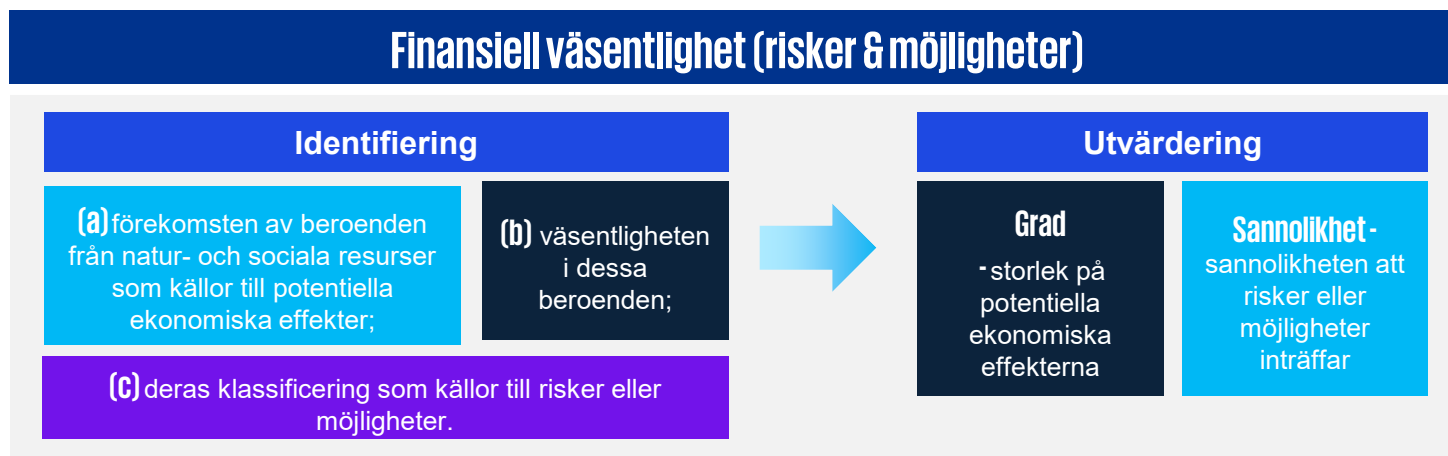 Finansiell väsentlighet (risker & möjligheter)
Identifiering
(a) förekomsten av beroenden
från natur- och sociala resurser
som källor till potentiella
ekonomiska effekter;
(b) väsentligheten
i dessa
beroenden;
(c) deras klassificering som källor till risker eller
möjligheter.
Utvärdering
Grad
- storlek på
potentiella
ekonomiska
effekterna
Sannolikhet -
sannolikheten att
risker eller
möjligheter
inträffar